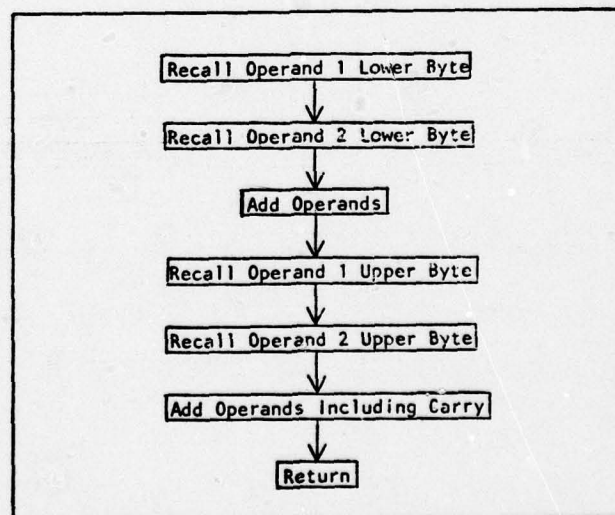 Recall Operand 1 Lower Byte
Recall Operand 2 Lower Byte
Add Operands
Recall Operand 1 Upper Byte
Recall Operand 2 Upper Byte
Add Operands Including Carry
Return